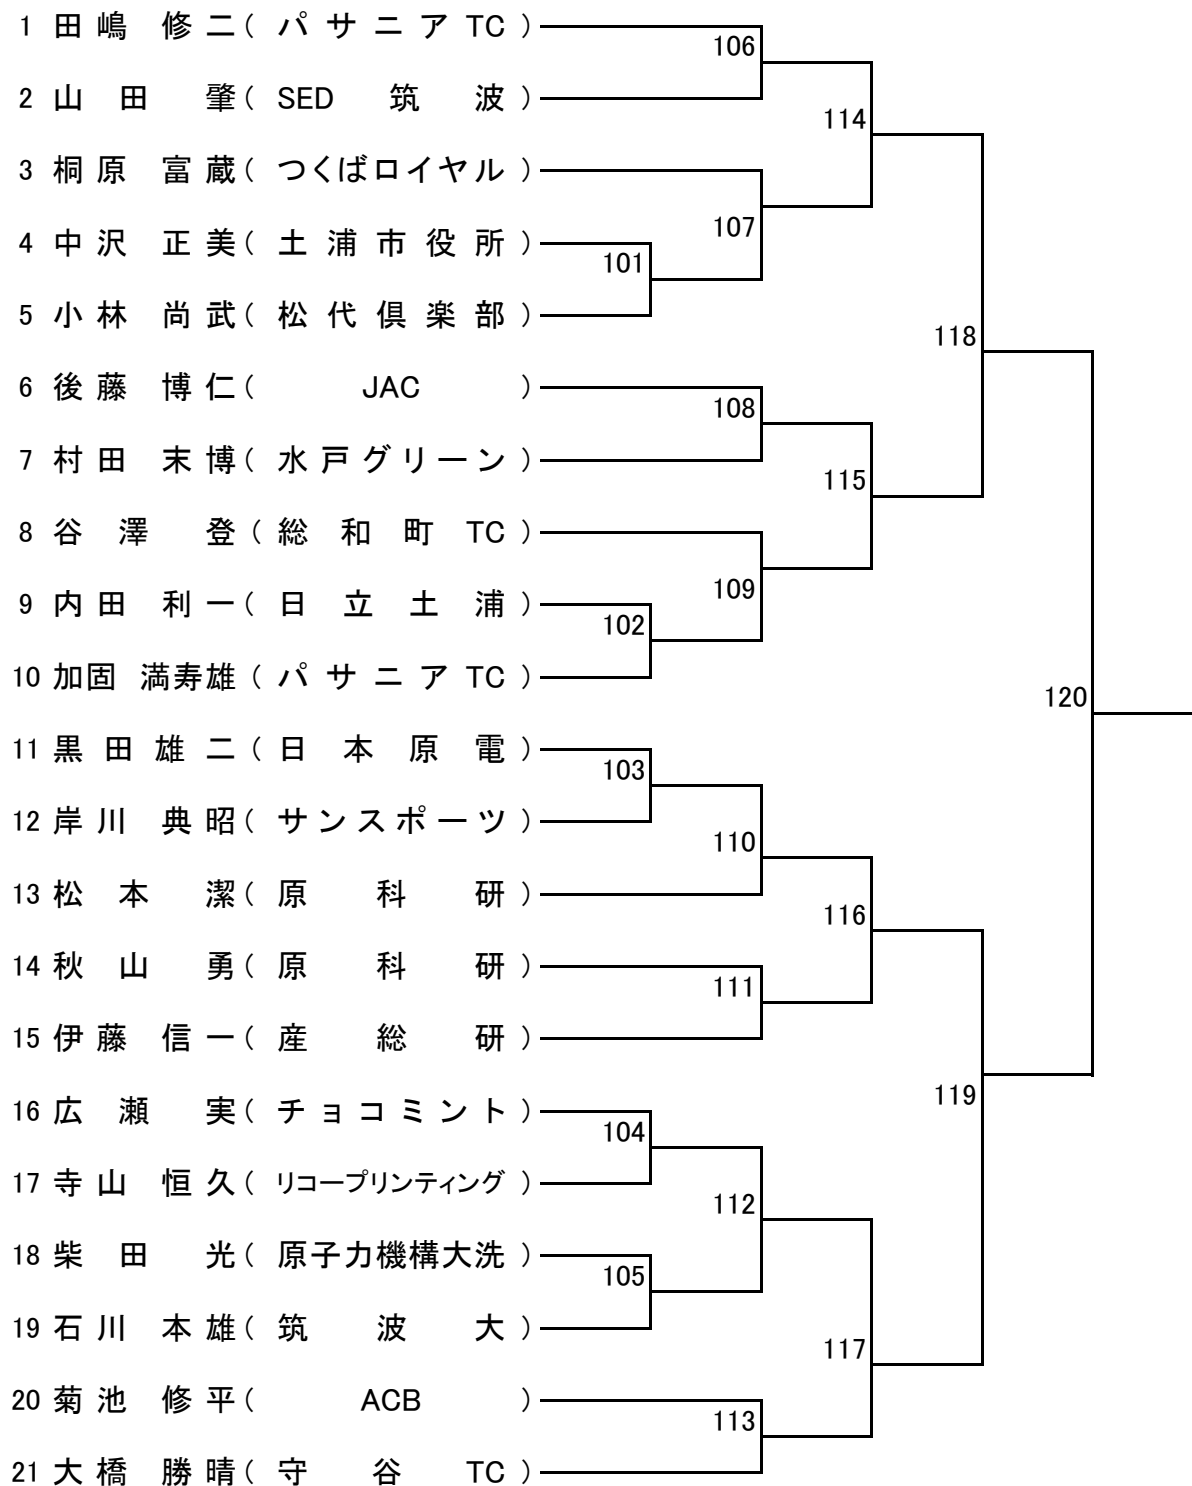 1 田嶋 修二(パサニアTC)
106
2 山田 肇(SED 筑波)
114
3 桐原 富蔵(つくばロイヤル)
107
4 中沢 正美(土浦市役所)
101
5 小林 尚武(松代倶楽部)
118
6 後藤 博仁(JAC)
108
7 村田 末博(水戸グリーン)
115
8 谷澤 登(総和町TC)
109
9 内田 利一(日立土浦)
102
10 加固 満寿雄(パサニアTC)
120
11 黒田雄二(日本原電)
103
12 岸川 典昭(サンスポーツ)
110
13 松本 潔(原科研)
116
14 秋山 勇(原科研)
111
15 伊藤 信一(産総研)
119
16 広瀬 実(チョコミント)
104
17 寺山 恒久(リコープリンティング)
112
18 柴田 光(原子力機構大洗)
105
19 石川 本雄(筑波大)
117
20 菊池 修平(ACB)
113
21 大橋 勝晴(守谷TC)